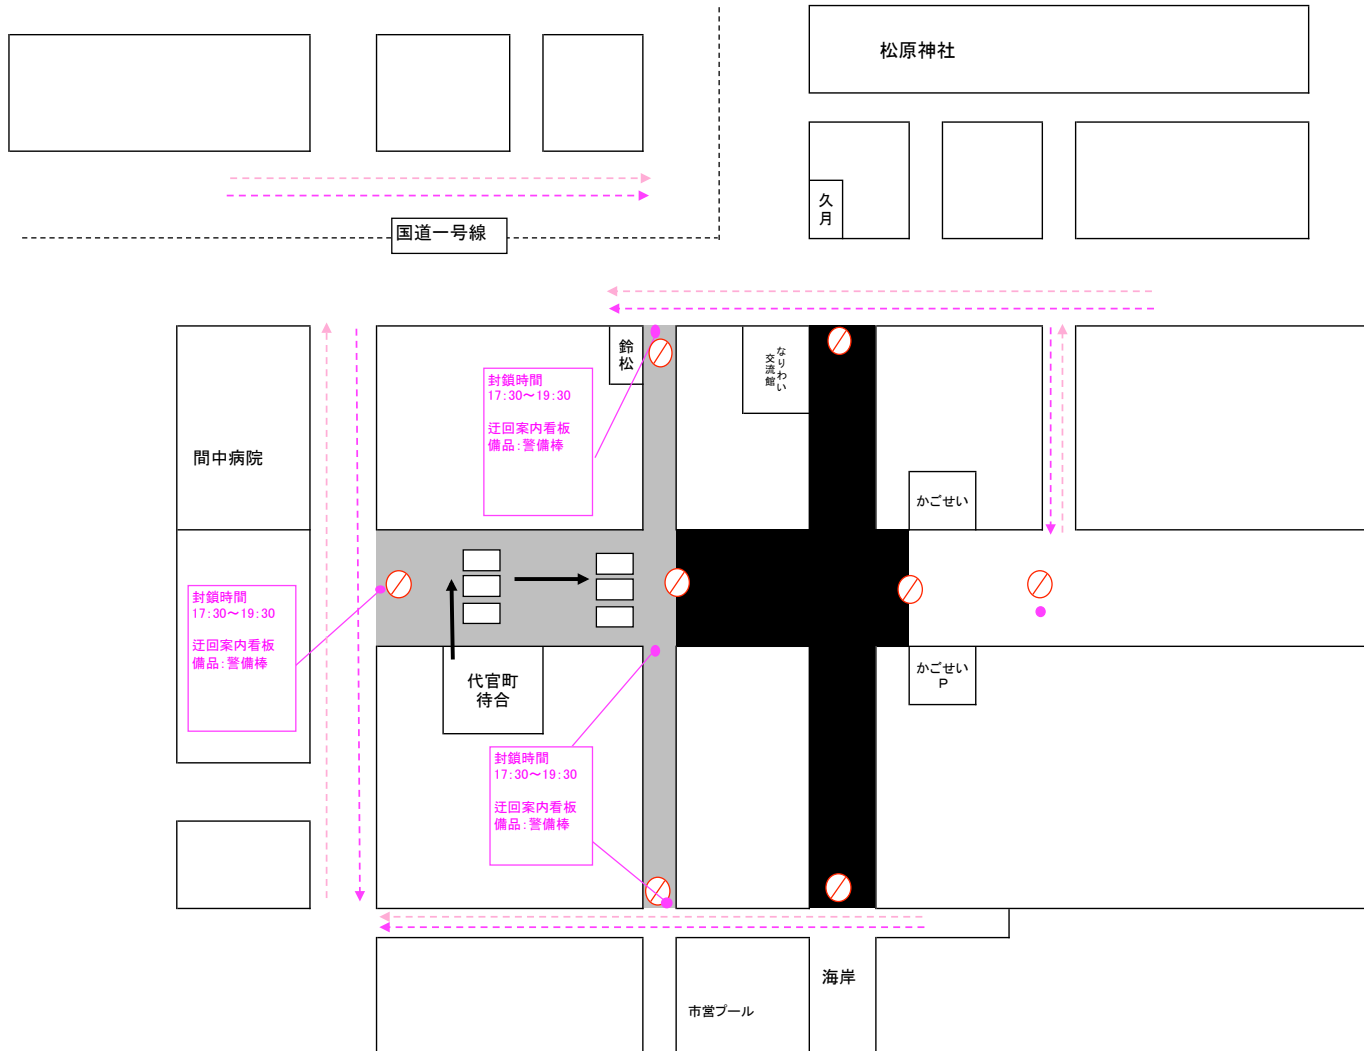 松原神社
久
月
国道一号線
鈴
松
なりわい
交流館
封鎖時間
17:30～19:30
迂回案内看板
備品:警備棒
間中病院
かごせい
封鎖時間
17:30～19:30
迂回案内看板
備品:警備棒
代官町
待合
かごせい
P
封鎖時間
17:30～19:30
迂回案内看板
備品:警備棒
海岸
市営プール